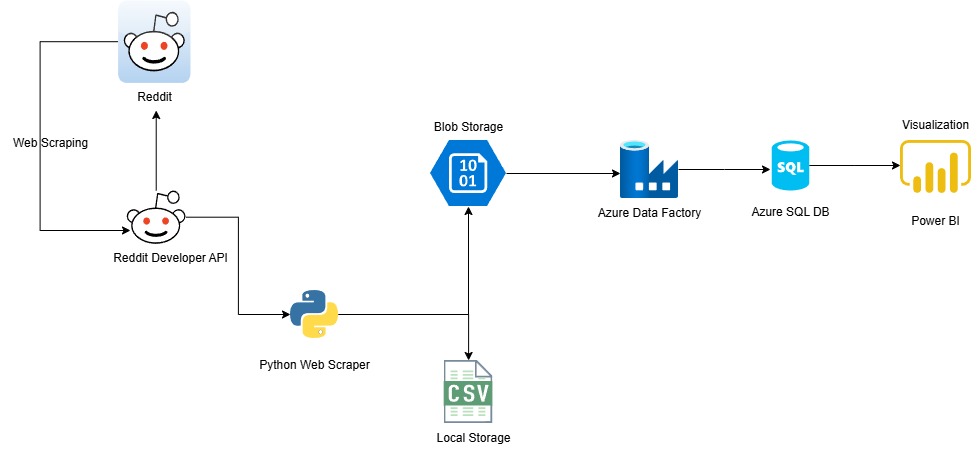 Reddit
Web Scraping
Reddit Developer API
Python Web Scraper
Blob Storage
10
01
CSV
Local Storage
Azure Data Factory
SQL
Azure SQL DB
Visualization
Power BI